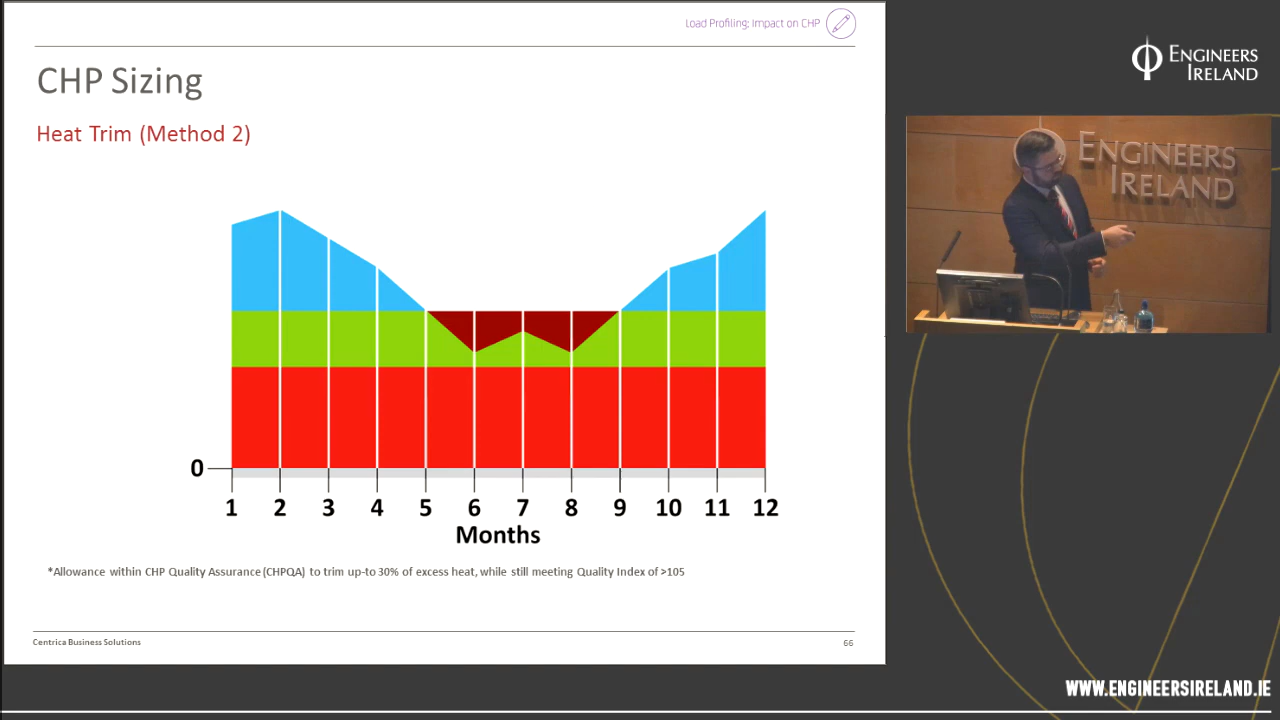 Load Profiling: Impact on CHP
CHP Sizing
Heat Trim (Method 2)
0
1 2 3 4 5 6 7 8 9 10 11 12
Months
*Allowance within CHP Quality Assurance (CHPQA) to trim up-to 30% of excess heat, while still meeting Quality Index of >105
Centrica Business Solutions
66
ENGINEERS
IRELAND
ENGINEERS
IRELAND
WWW.ENGINEERSIRELAND.IE